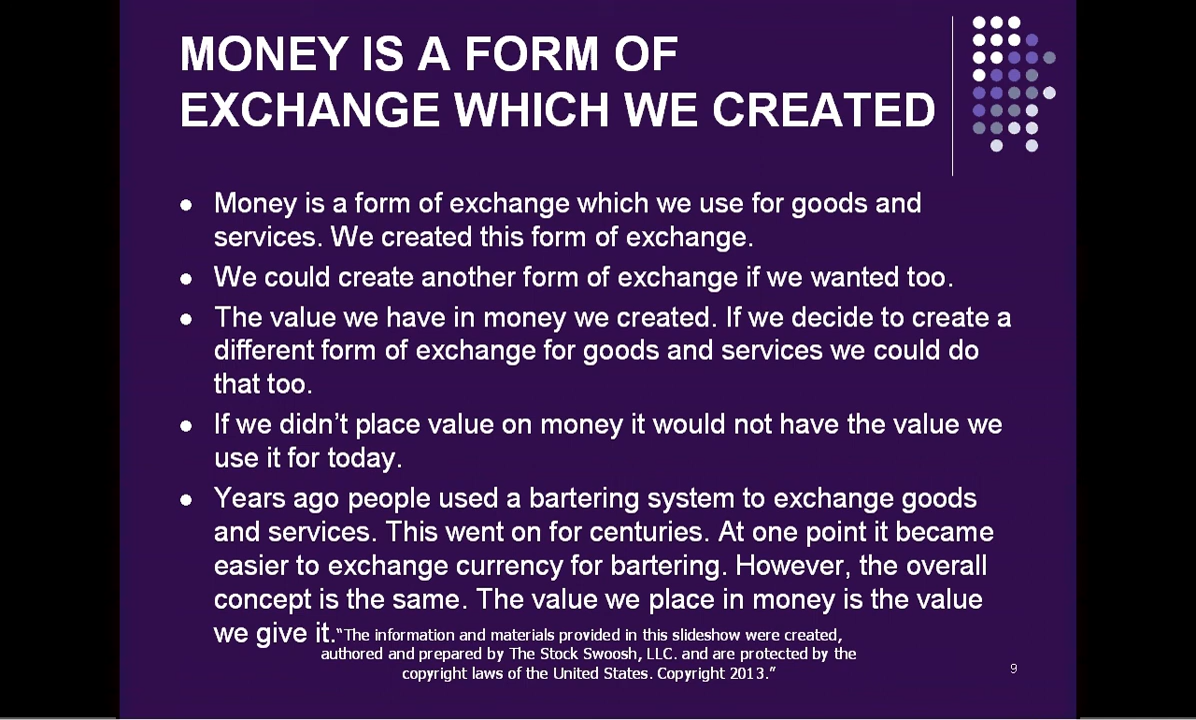 MONEY IS A FORM OF
EXCHANGE WHICH WE CREATED
● Money is a form of exchange which we use for goods and
services. We created this form of exchange.
● We could create another form of exchange if we wanted too.
● The value we have in money we created. If we decide to create a
different form of exchange for goods and services we could do
that too.
● If we didn’t place value on money it would not have the value we
use it for today.
● Years ago people used a bartering system to exchange goods
and services. This went on for centuries. At one point it became
easier to exchange currency for bartering. However, the overall
concept is the same. The value we place in money is the value
we give it.
“The information and materials provided in this slideshow were created,
authored and prepared by The Stock Swoosh, LLC. and are protected by the
copyright laws of the United States. Copyright 2013.”
9